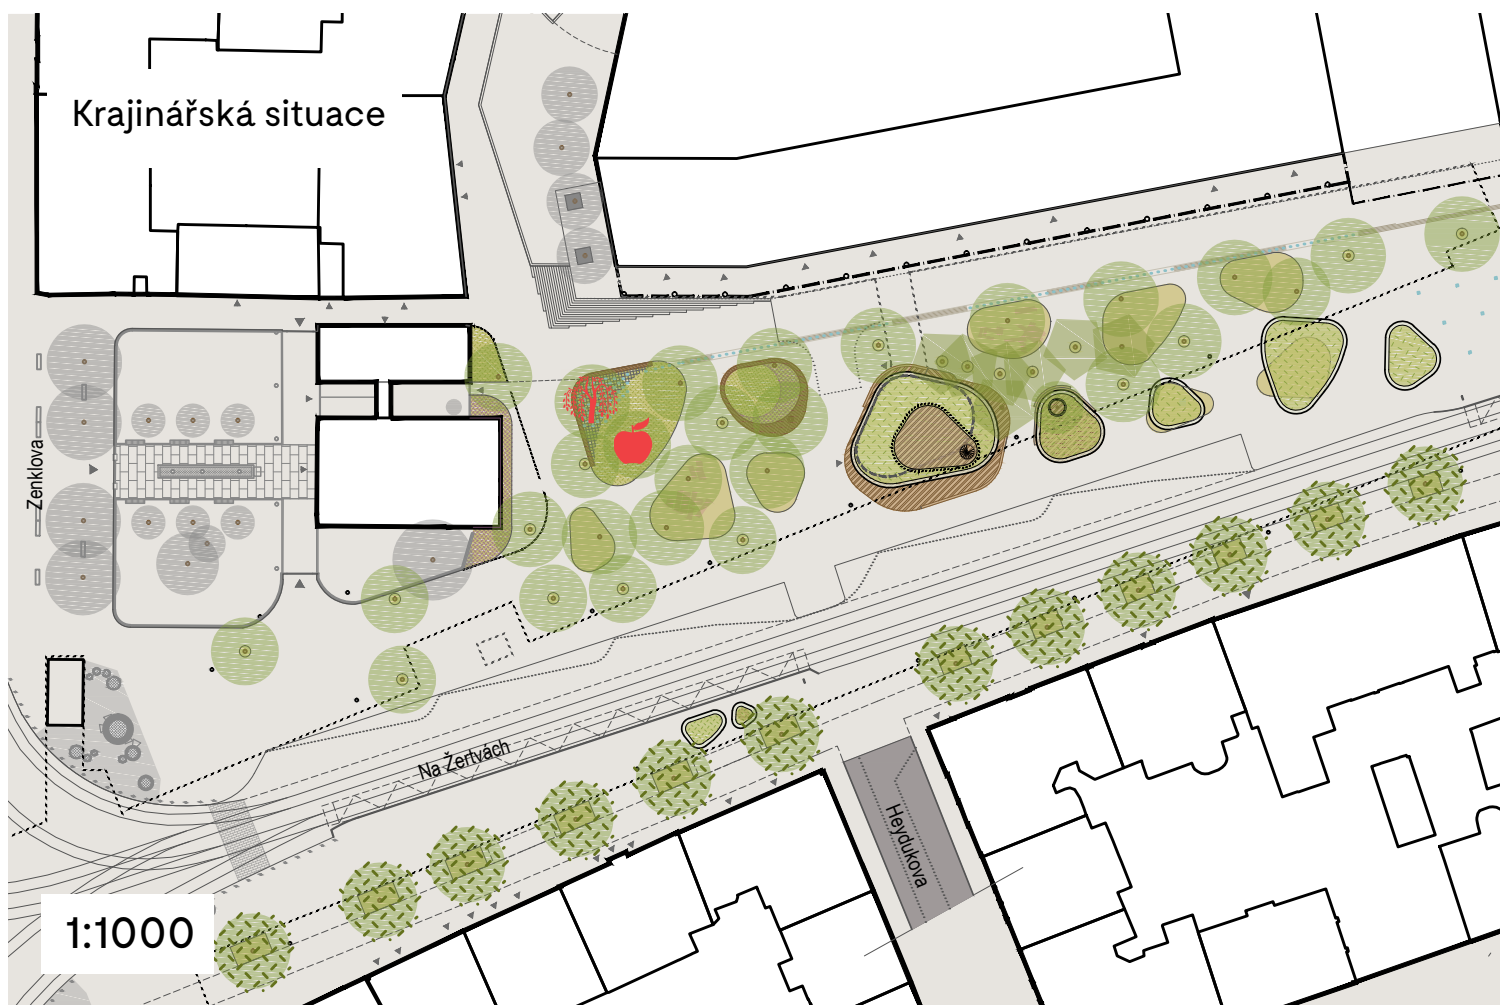 Krajinářská situace
Zenklova
Na Žertvách
Heydukova
1:1000